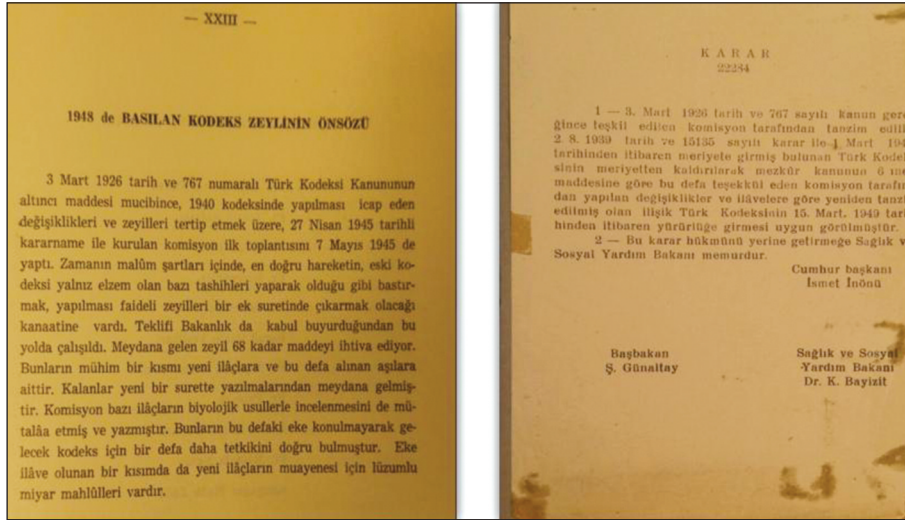 — XXIII —
1948 de BASILAN KODEKS ZEYLİNİN ÖNSÖZÜ
3 Mart 1926 tarih ve 767 numaralı Türk Kodeksi Kanununun
altıncı maddesi mucibince, 1940 kodeksinde yapılması icap eden
değişiklikleri ve zeyilleri tertip etmek üzere, 27 Nisan 1945 tarihli
kararname ile kurulan komisyon ilk toplantısını 7 Mayıs 1945 de
yaptı. Zamanın malûm şartları içinde, en doğru hareketin, eski ko-
deksi yalnız elzem olan bazı tashihleri yaparak olduğu gibi bastır-
mak, yapılması faideli zeyilleri bir ek suretinde çıkarmak olacağı
kanaatine vardı. Teklifi Bakanlık da kabul buyurduğundan bu
yolda çalışıldı. Meydana gelen zeyil 68 kadar maddeyi ihtiva ediyor.
Bunların mühim bir kısmı yeni ilâçlara ve bu defa alınan aşılara
aittir. Kalanlar yeni bir surette yazılmalarından meydana gelmiş-
tir. Komisyon bazı ilâçların biyolojik usullerle incelenmesini de mü-
talâa etmiş ve yazmıştır. Bunların bu defaki eke konulmayarak ge-
lecek kodeks için bir defa daha tetkikini doğru bulmuştur. Eke
ilâve olunan bir kısımda da yeni ilâçların muayenesi için lüzumlu
miyar mahlûlleri vardır.
KARAR
22284
1 — 3. Mart 1926 tarih ve 767 sayılı kanun gere
ğince teşkil edilen komisyon tarafından tanzim edili
2. 8. 1939 tarih ve 15135 sayılı karar ile 1 Mart 194
tarihinden itibaren meriyete girmiş bulunan Türk Kodek
sinin meriyetten kaldırılarak mezkûr kanunun 6 ıncı
maddesine göre bu defa teşekkül eden komisyon tarafın
dan yapılan değişiklikler ve ilâvelere göre yeniden tanzi
edilmiş olan ilişik Türk Kodeksinin 15. Mart. 1949 tari
hinden itibaren yürürlüğe girmesi uygun görülmüştür.
2 — Bu karar hükmünü yerine getirmeğe Sağlık v
Sosyal Yardım Bakanı memurdur.
Cumhur başkanı
İsmet İnönü
Başbakan
Ş. Günaltay
Sağlık ve Sosyal
Yardım Bakanı
Dr. K. Bayizit